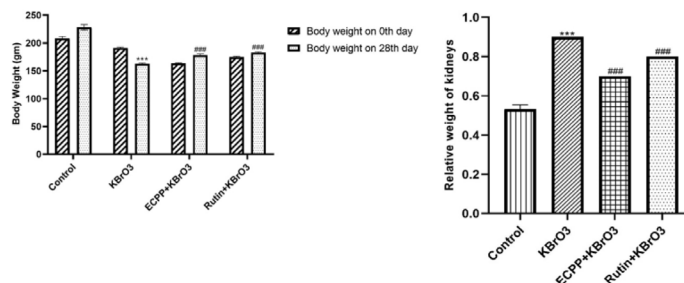 Body Weight (gm)
250
200
150
100
50
0
***
###
###
Control
KBrO3
ECPP+KBrO3
Rutin+KBrO3
Body weight on 0th day
Body weight on 28th day
Relative weight of kidneys
1.0
0.8
0.6
0.4
0.2
0.0
***
###
###
Control
KBrO3
ECPP+KBrO3
Rutin+KBrO3